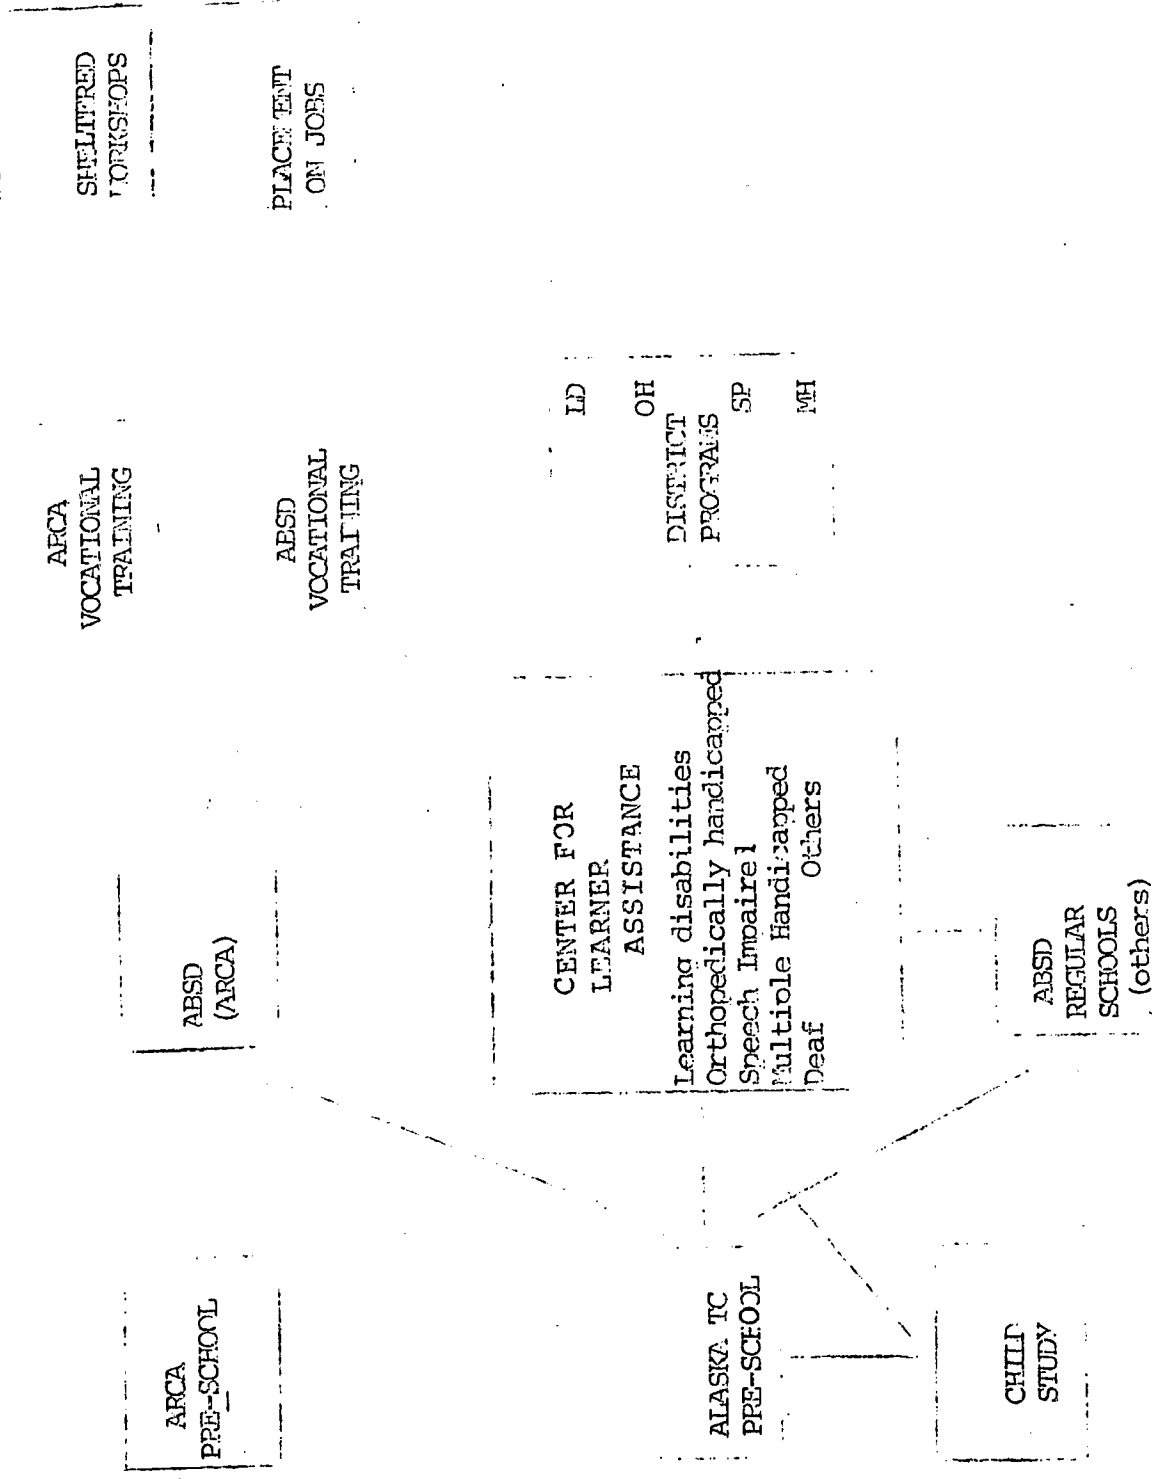 SHELTERED
WORKSHOPS
PLACEMENT
ON JOBS
ARCA
VOCATIONAL
TRAINING
ABSD
VOCATIONAL
TRAINING
LD
OH
DISTRICT
PROGRAMS
SP
MH
ABSD
(ARCA)
CENTER FOR
LEARNER
ASSISTANCE
Learning disabilities
Orthopedically handicapped
Speech Impaired
Multiple Handicapped
Deaf Others
ABSD
REGULAR
SCHOOLS
(others)
ARCA
PRE-SCHOOL
ALASKA TC
PRE-SCHOOL
CHILD
STUDY